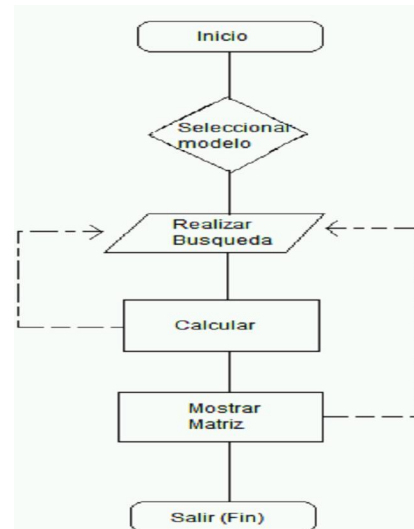 Inicio
Seleccionar
modelo
Realizar
Busqueda
Calcular
Mostrar
Matriz
Salir (Fin)